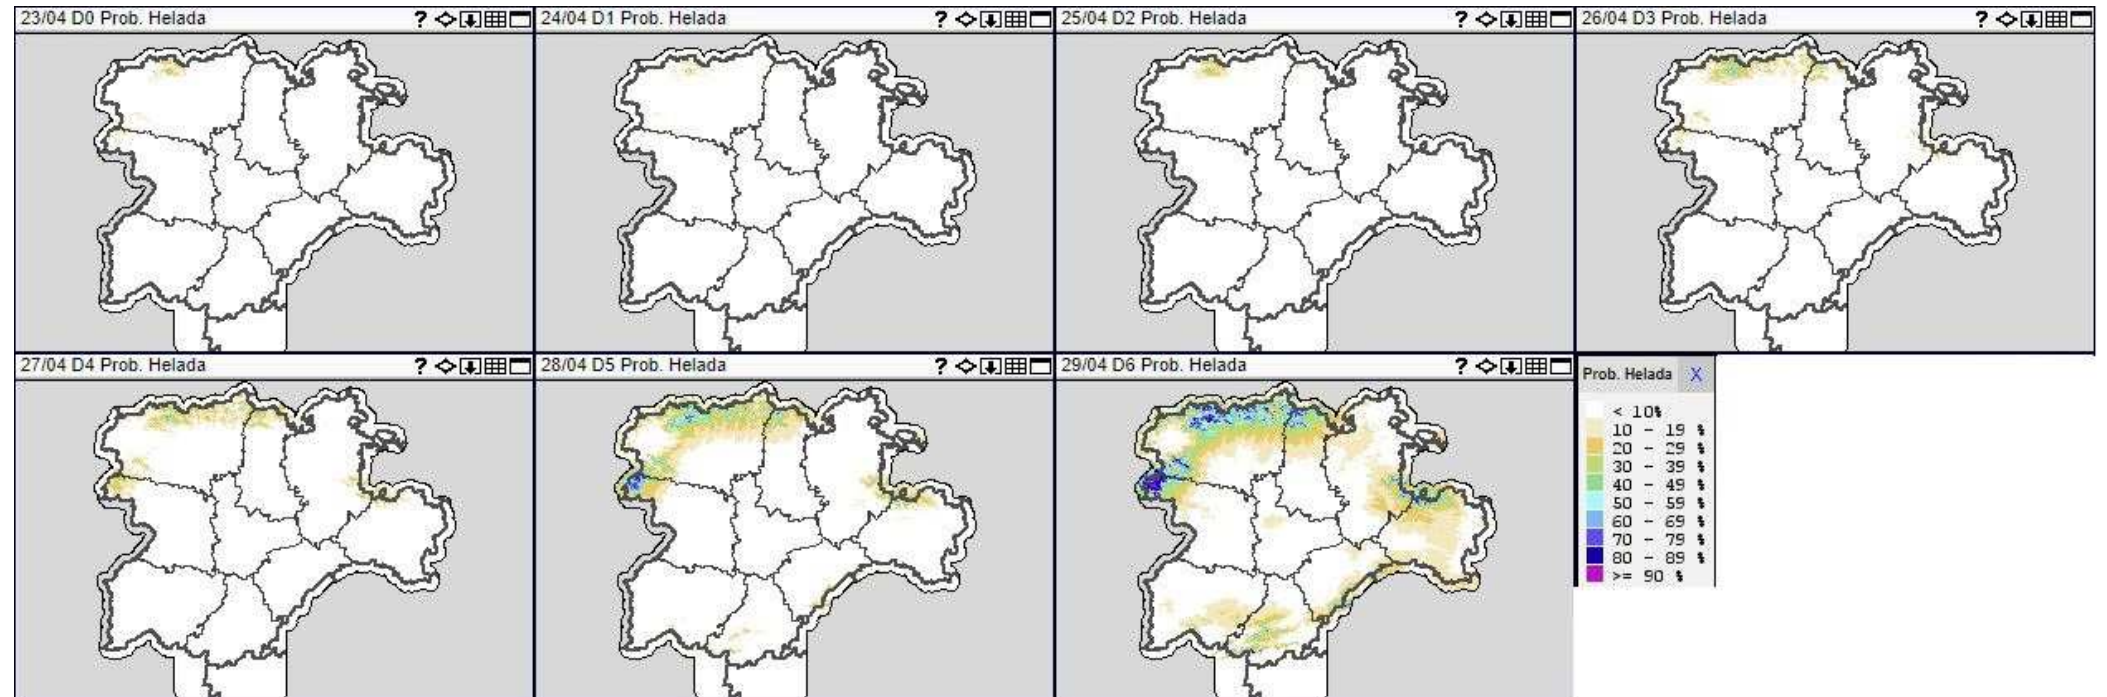 23/04 D0 Prob. Helada ?
24/04 D1 Prob. Helada ?
25/04 D2 Prob. Helada ?
26/04 D3 Prob. Helada ?
27/04 D4 Prob. Helada ?
28/04 D5 Prob. Helada ?
29/04 D6 Prob. Helada ?
Prob. Helada X
< 10%
10 - 19 %
20 - 29 %
30 - 39 %
40 - 49 %
50 - 59 %
60 - 69 %
70 - 79 %
80 - 89 %
>= 90 %